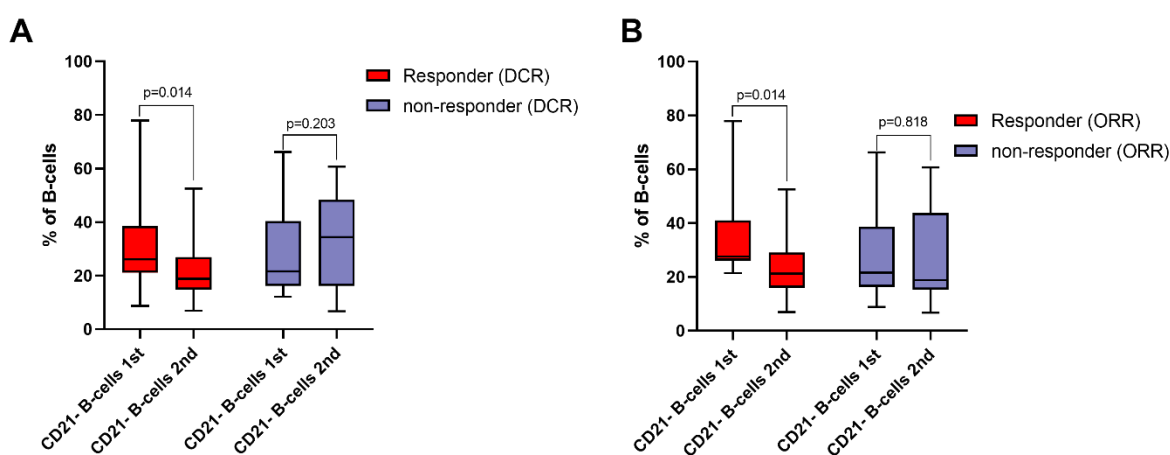 A
100
80
60
40
20
0
% of B-cells
p=0.014
p=0.203
Responder (DCR)
non-responder (DCR)
CD21- B-cells 1st
CD21- B-cells 2nd
CD21- B-cells 1st
CD21- B-cells 2nd
B
100
80
60
40
20
0
% of B-cells
p=0.014
p=0.818
Responder (ORR)
non-responder (ORR)
CD21- B-cells 1st
CD21- B-cells 2nd
CD21- B-cells 1st
CD21- B-cells 2nd